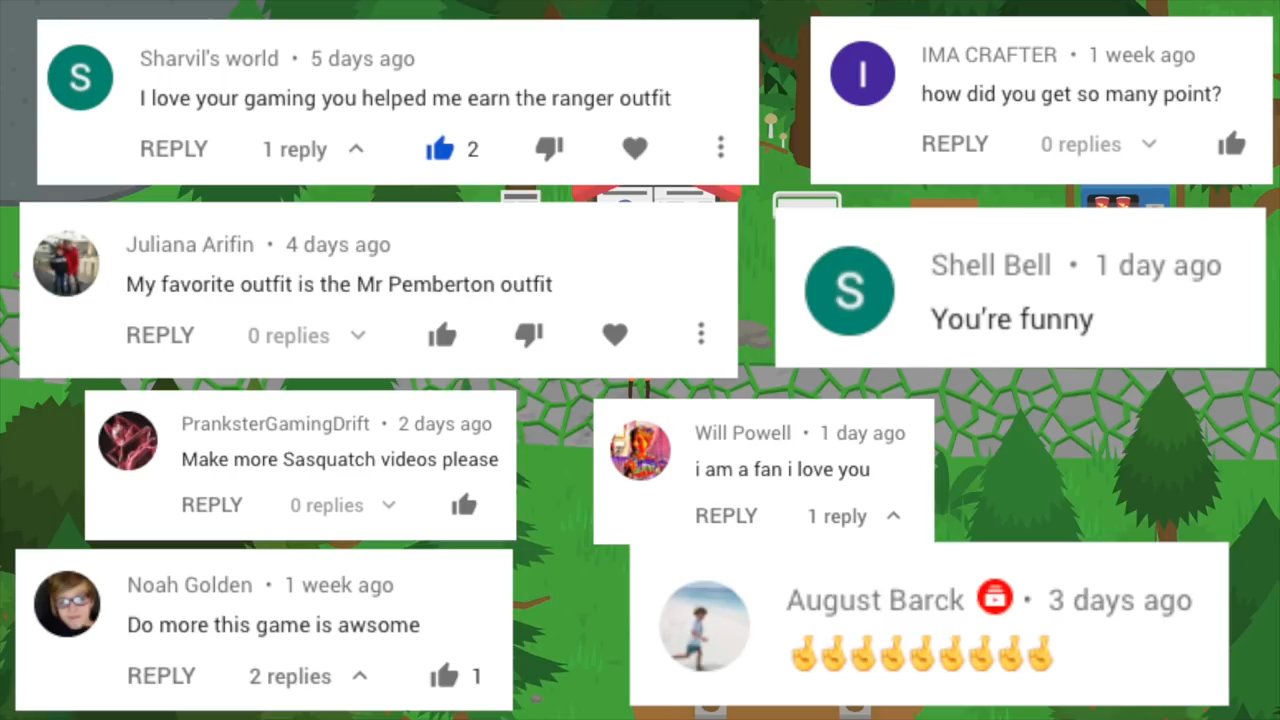 S
Sharvil's world • 5 days ago
I love your gaming you helped me earn the ranger outfit
REPLY 1 reply 2
I
IMA CRAFTER • 1 week ago
how did you get so many point?
REPLY 0 replies
Juliana Arifin • 4 days ago
My favorite outfit is the Mr Pemberton outfit
REPLY 0 replies
S
Shell Bell • 1 day ago
You're funny
PranksterGamingDrift • 2 days ago
Make more Sasquatch videos please
REPLY 0 replies
Will Powell • 1 day ago
i am a fan i love you
REPLY 1 reply
Noah Golden • 1 week ago
Do more this game is awsome
REPLY 2 replies 1
August Barck • 3 days ago
🤞🤞🤞🤞🤞🤞🤞🤞🤞